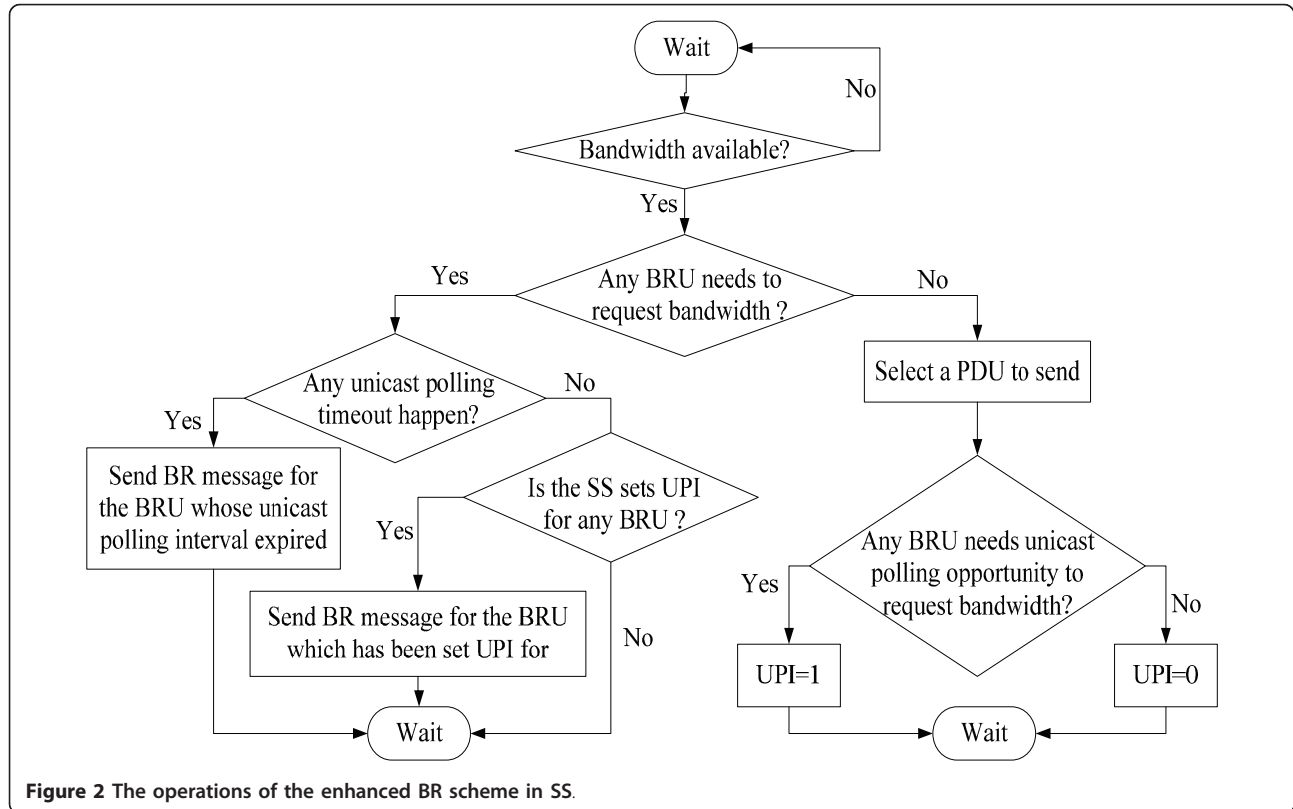 Wait
No
Bandwidth available?
Yes
Any BRU needs to
request bandwidth ?
Yes
No
Any unicast polling
timeout happen?
Yes
No
Select a PDU to send
Send BR message for
the BRU whose unicast
polling interval expired
Is the SS sets UPI
for any BRU ?
Yes
No
Any BRU needs unicast
polling opportunity to
request bandwidth?
Yes
No
Send BR message for the BRU
which has been set UPI for
UPI=1
UPI=0
Wait
Wait
Figure 2 The operations of the enhanced BR scheme in SS.